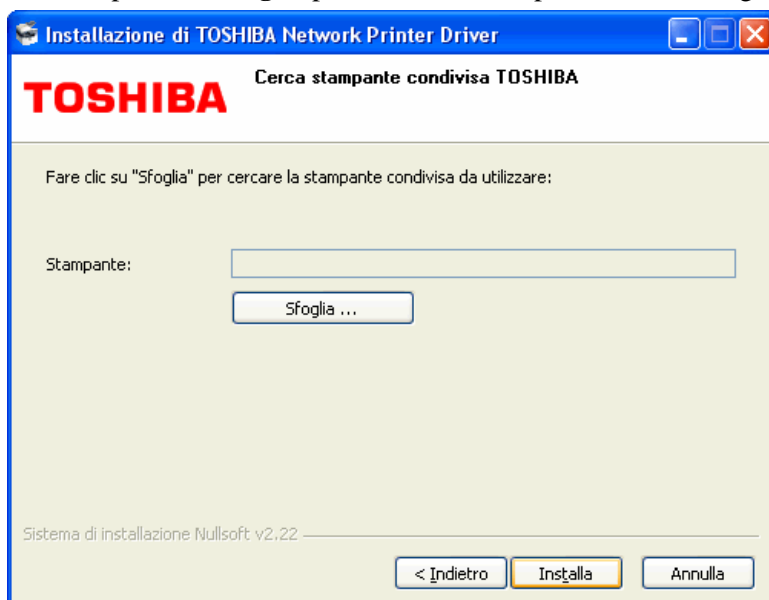 Installazione di TOSHIBA Network Printer Driver
TOSHIBA
Cerca stampante condivisa TOSHIBA
Fare clic su "Sfoglia" per cercare la stampante condivisa da utilizzare:
Stampante:
Sfoglia ...
Sistema di installazione Nullsoft v2.22
< Indietro
Installa
Annulla